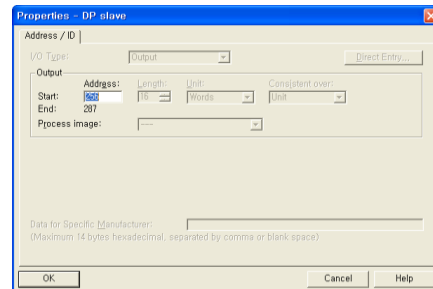 Properties - DP slave
Address / ID
I/O Type: Output Direct Entry...
Output
Address: Length: Unit: Consistent over:
Start: 256 16 Words Unit
End: 287
Process image: ---
Data for Specific Manufacturer:
(Maximum 14 bytes hexadecimal, separated by comma or blank space)
OK Cancel Help